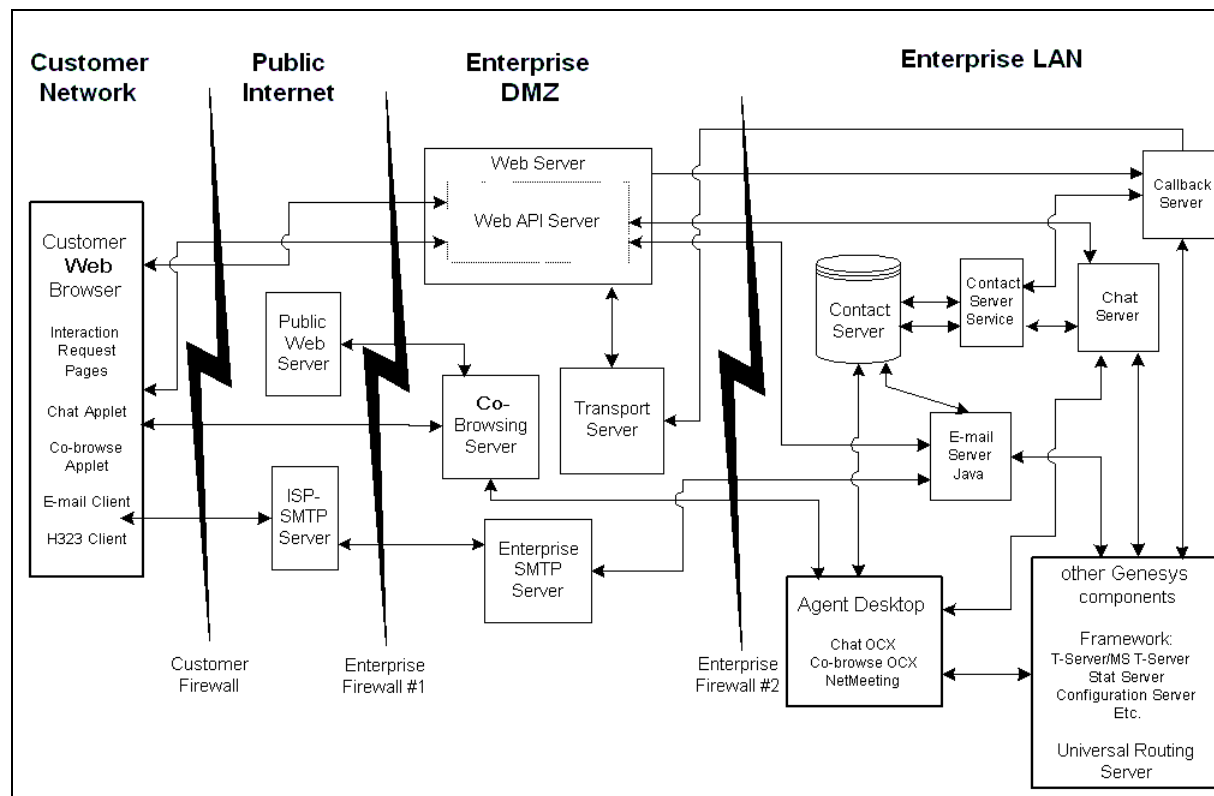 Customer
Network
Public
Internet
Enterprise
DMZ
Enterprise LAN
Web Server
Web API Server
Callback
Server
Customer
Web
Browser
Interaction
Request
Pages
Chat Applet
Co-browse
Applet
E-mail Client
H323 Client
Public
Web
Server
Co-
Browsing
Server
Transport
Server
Contact
Server
Contact
Server
Service
Chat
Server
E-mail
Server
Java
ISP-
SMTP
Server
Enterprise
SMTP
Server
Agent Desktop
Chat OCX
Co-browse OCX
NetMeeting
other Genesys
components
Framework:
T-Server/MS T-Server
Stat Server
Configuration Server
Etc.
Universal Routing
Server
Customer
Firewall
Enterprise
Firewall #1
Enterprise
Firewall #2